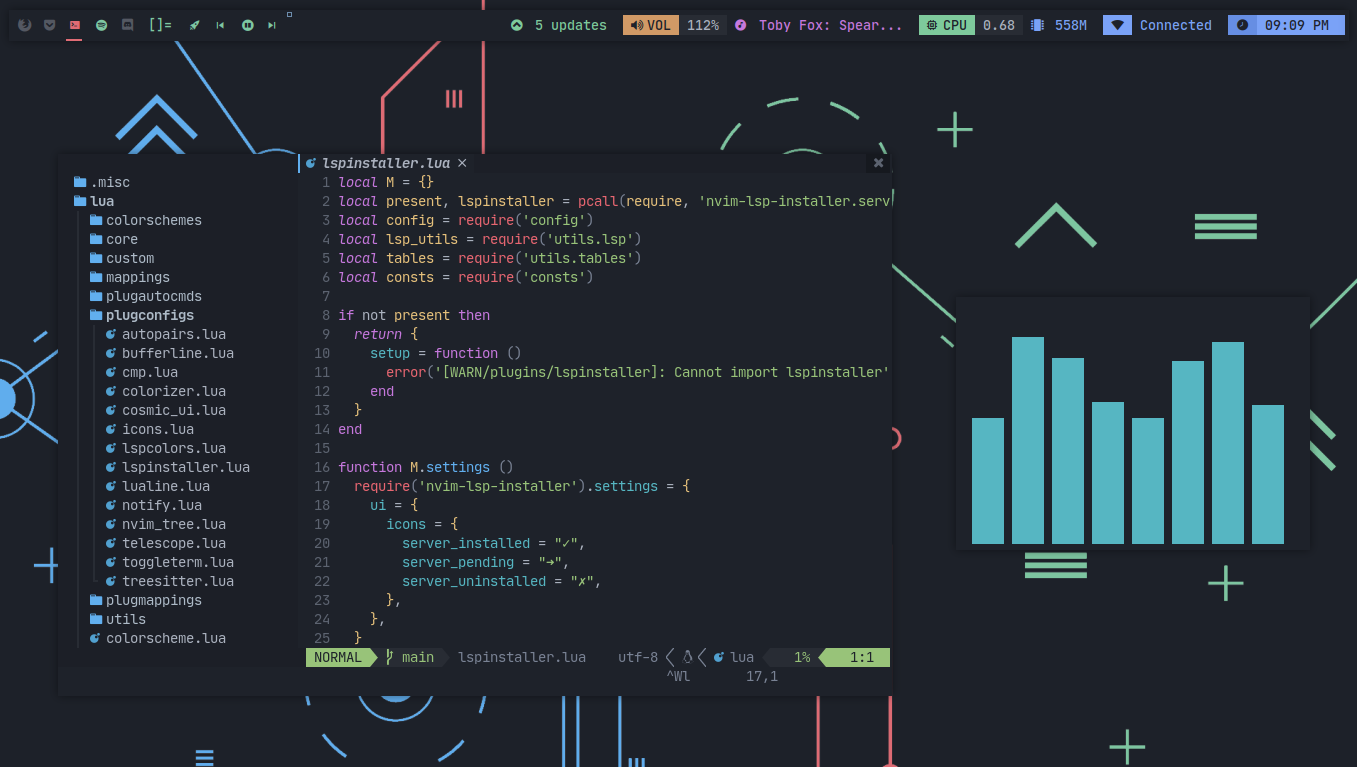 []= 5 updates VOL 112% Toby Fox: Spear... CPU 0.68 558M Connected 09:09 PM
.misc
lua
colorschemes
core
custom
mappings
plugautocmds
plugconfigs
autopairs.lua
bufferline.lua
cmp.lua
colorizer.lua
cosmic_ui.lua
icons.lua
lspcolors.lua
lspinstaller.lua
lualine.lua
notify.lua
nvim_tree.lua
telescope.lua
toggleterm.lua
treesitter.lua
plugmappings
utils
colorscheme.lua
lspinstaller.lua ×
1 local M = {}
2 local present, lspinstaller = pcall(require, 'nvim-lsp-installer.serv
3 local config = require('config')
4 local lsp_utils = require('utils.lsp')
5 local tables = require('utils.tables')
6 local consts = require('consts')
7
8 if not present then
9 return {
10 setup = function ()
11 error('[WARN/plugins/lspinstaller]: Cannot import lspinstaller'
12 end
13 }
14 end
15
16 function M.settings ()
17 require('nvim-lsp-installer').settings = {
18 ui = {
19 icons = {
20 server_installed = "✓",
21 server_pending = "➜",
22 server_uninstalled = "✗",
23 },
24 },
25 }
NORMAL main lspinstaller.lua utf-8 lua 1% 1:1
^Wl 17,1